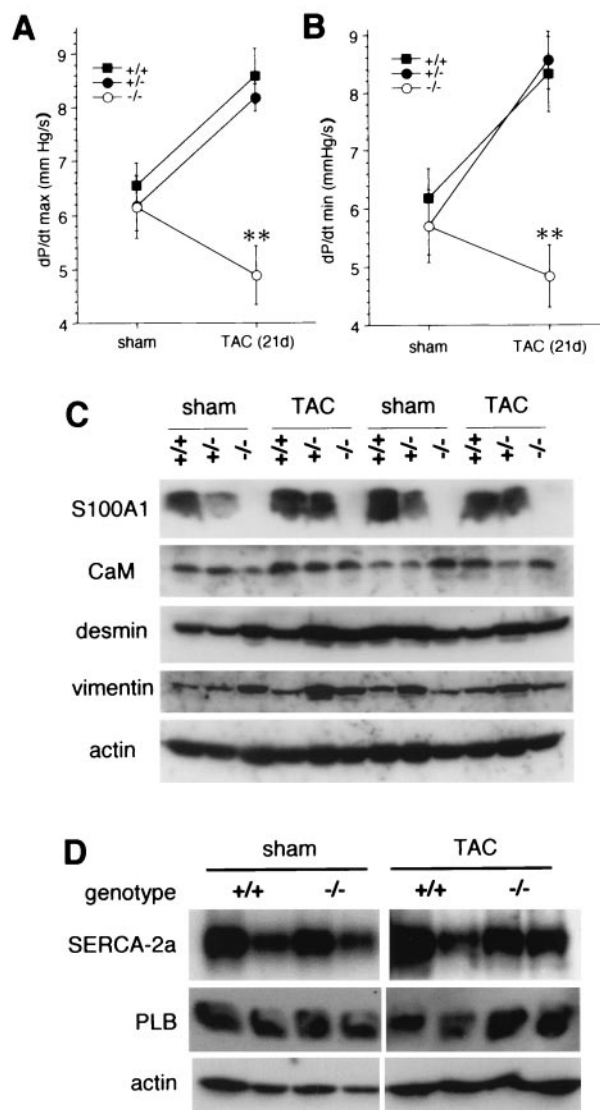 A
B
9
8
7
6
5
4
dP/dt max (mm Hg/s)
+/+
+/-
-/-
**
sham
TAC (21d)
9
8
7
6
5
4
dP/dt min (mmHg/s)
+/+
+/-
-/-
**
sham
TAC (21d)
C
sham TAC sham TAC
+/+ +/- -/- +/+ +/- -/- +/+ +/- -/- +/+ +/- -/-
S100A1
CaM
desmin
vimentin
actin
D
sham TAC
genotype +/+ -/- +/+ -/-
SERCA-2a
PLB
actin